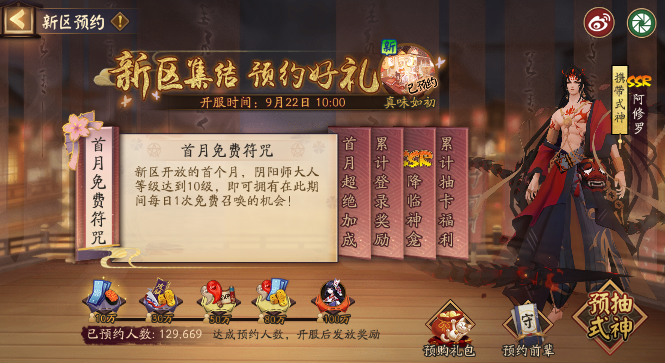 新区预约
新区集结 预约好礼
新
已预约
真味如初
开服时间：9月22日 10:00
携带式神
SSR
阿修罗
首月免费符咒
首月免费符咒
新区开放的首个月，阴阳师大人
等级达到10级，即可拥有在此期
间每日1次免费召唤的机会！
首月超绝加成
累计登录奖励
SSR降临神龛
累计抽卡福利
10万
30万
50万
80万
100万
已预约人数：129,669
达成预约人数，开服后发放奖励
预购礼包
守
预约前辈
预抽式神